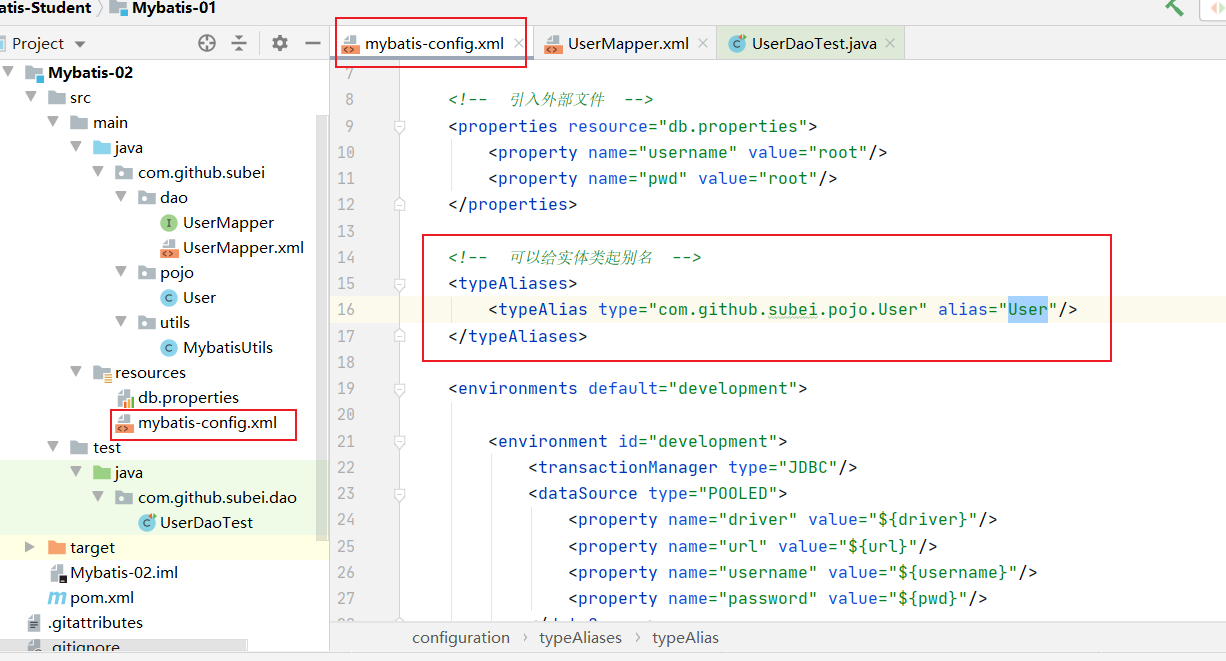 atis-Student Mybatis-01
Project
mybatis-config.xml UserMapper.xml UserDaoTest.java
Mybatis-02
src
main
java
com.github.subei
dao
UserMapper
UserMapper.xml
pojo
User
utils
MybatisUtils
resources
db.properties
mybatis-config.xml
test
java
com.github.subei.dao
UserDaoTest
target
Mybatis-02.iml
pom.xml
.gitattributes
.gitignore
7
8 <!-- 引入外部文件 -->
9 <properties resource="db.properties">
10 <property name="username" value="root"/>
11 <property name="pwd" value="root"/>
12 </properties>
13
14 <!-- 可以给实体类起别名 -->
15 <typeAliases>
16 <typeAlias type="com.github.subei.pojo.User" alias="User"/>
17 </typeAliases>
18
19 <environments default="development">
20
21 <environment id="development">
22 <transactionManager type="JDBC"/>
23 <dataSource type="POOLED">
24 <property name="driver" value="${driver}"/>
25 <property name="url" value="${url}"/>
26 <property name="username" value="${username}"/>
27 <property name="password" value="${pwd}"/>
configuration › typeAliases › typeAlias